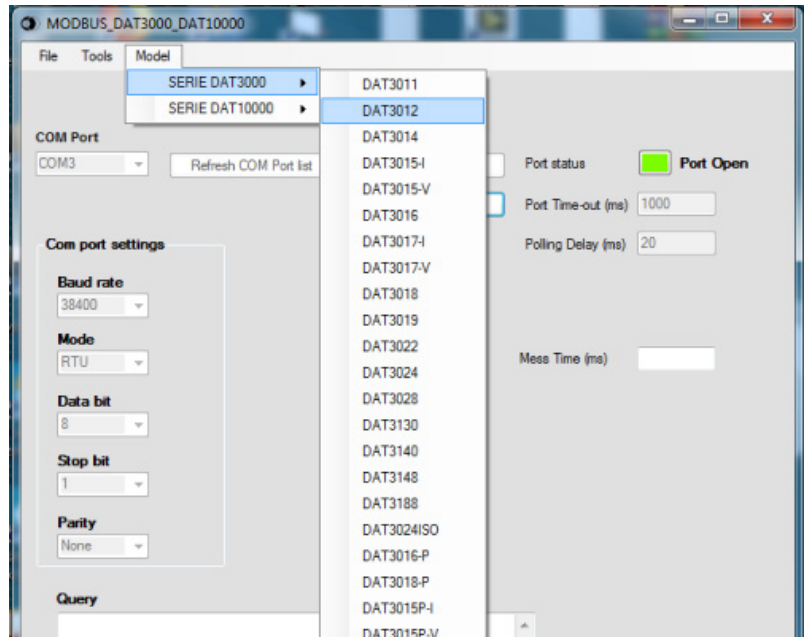 MODBUS_DAT3000_DAT10000
File Tools Model
SERIE DAT3000
SERIE DAT10000
DAT3011
DAT3012
DAT3014
DAT3015-I
DAT3015-V
DAT3016
DAT3017-I
DAT3017-V
DAT3018
DAT3019
DAT3022
DAT3024
DAT3028
DAT3130
DAT3140
DAT3148
DAT3188
DAT3024ISO
DAT3016-P
DAT3018-P
DAT3015P-I
DAT3015P-V
COM Port
COM3
Refresh COM Port list
Port status
Port Open
Port Time-out (ms) 1000
Polling Delay (ms) 20
Mess Time (ms)
Com port settings
Baud rate
38400
Mode
RTU
Data bit
8
Stop bit
1
Parity
None
Query